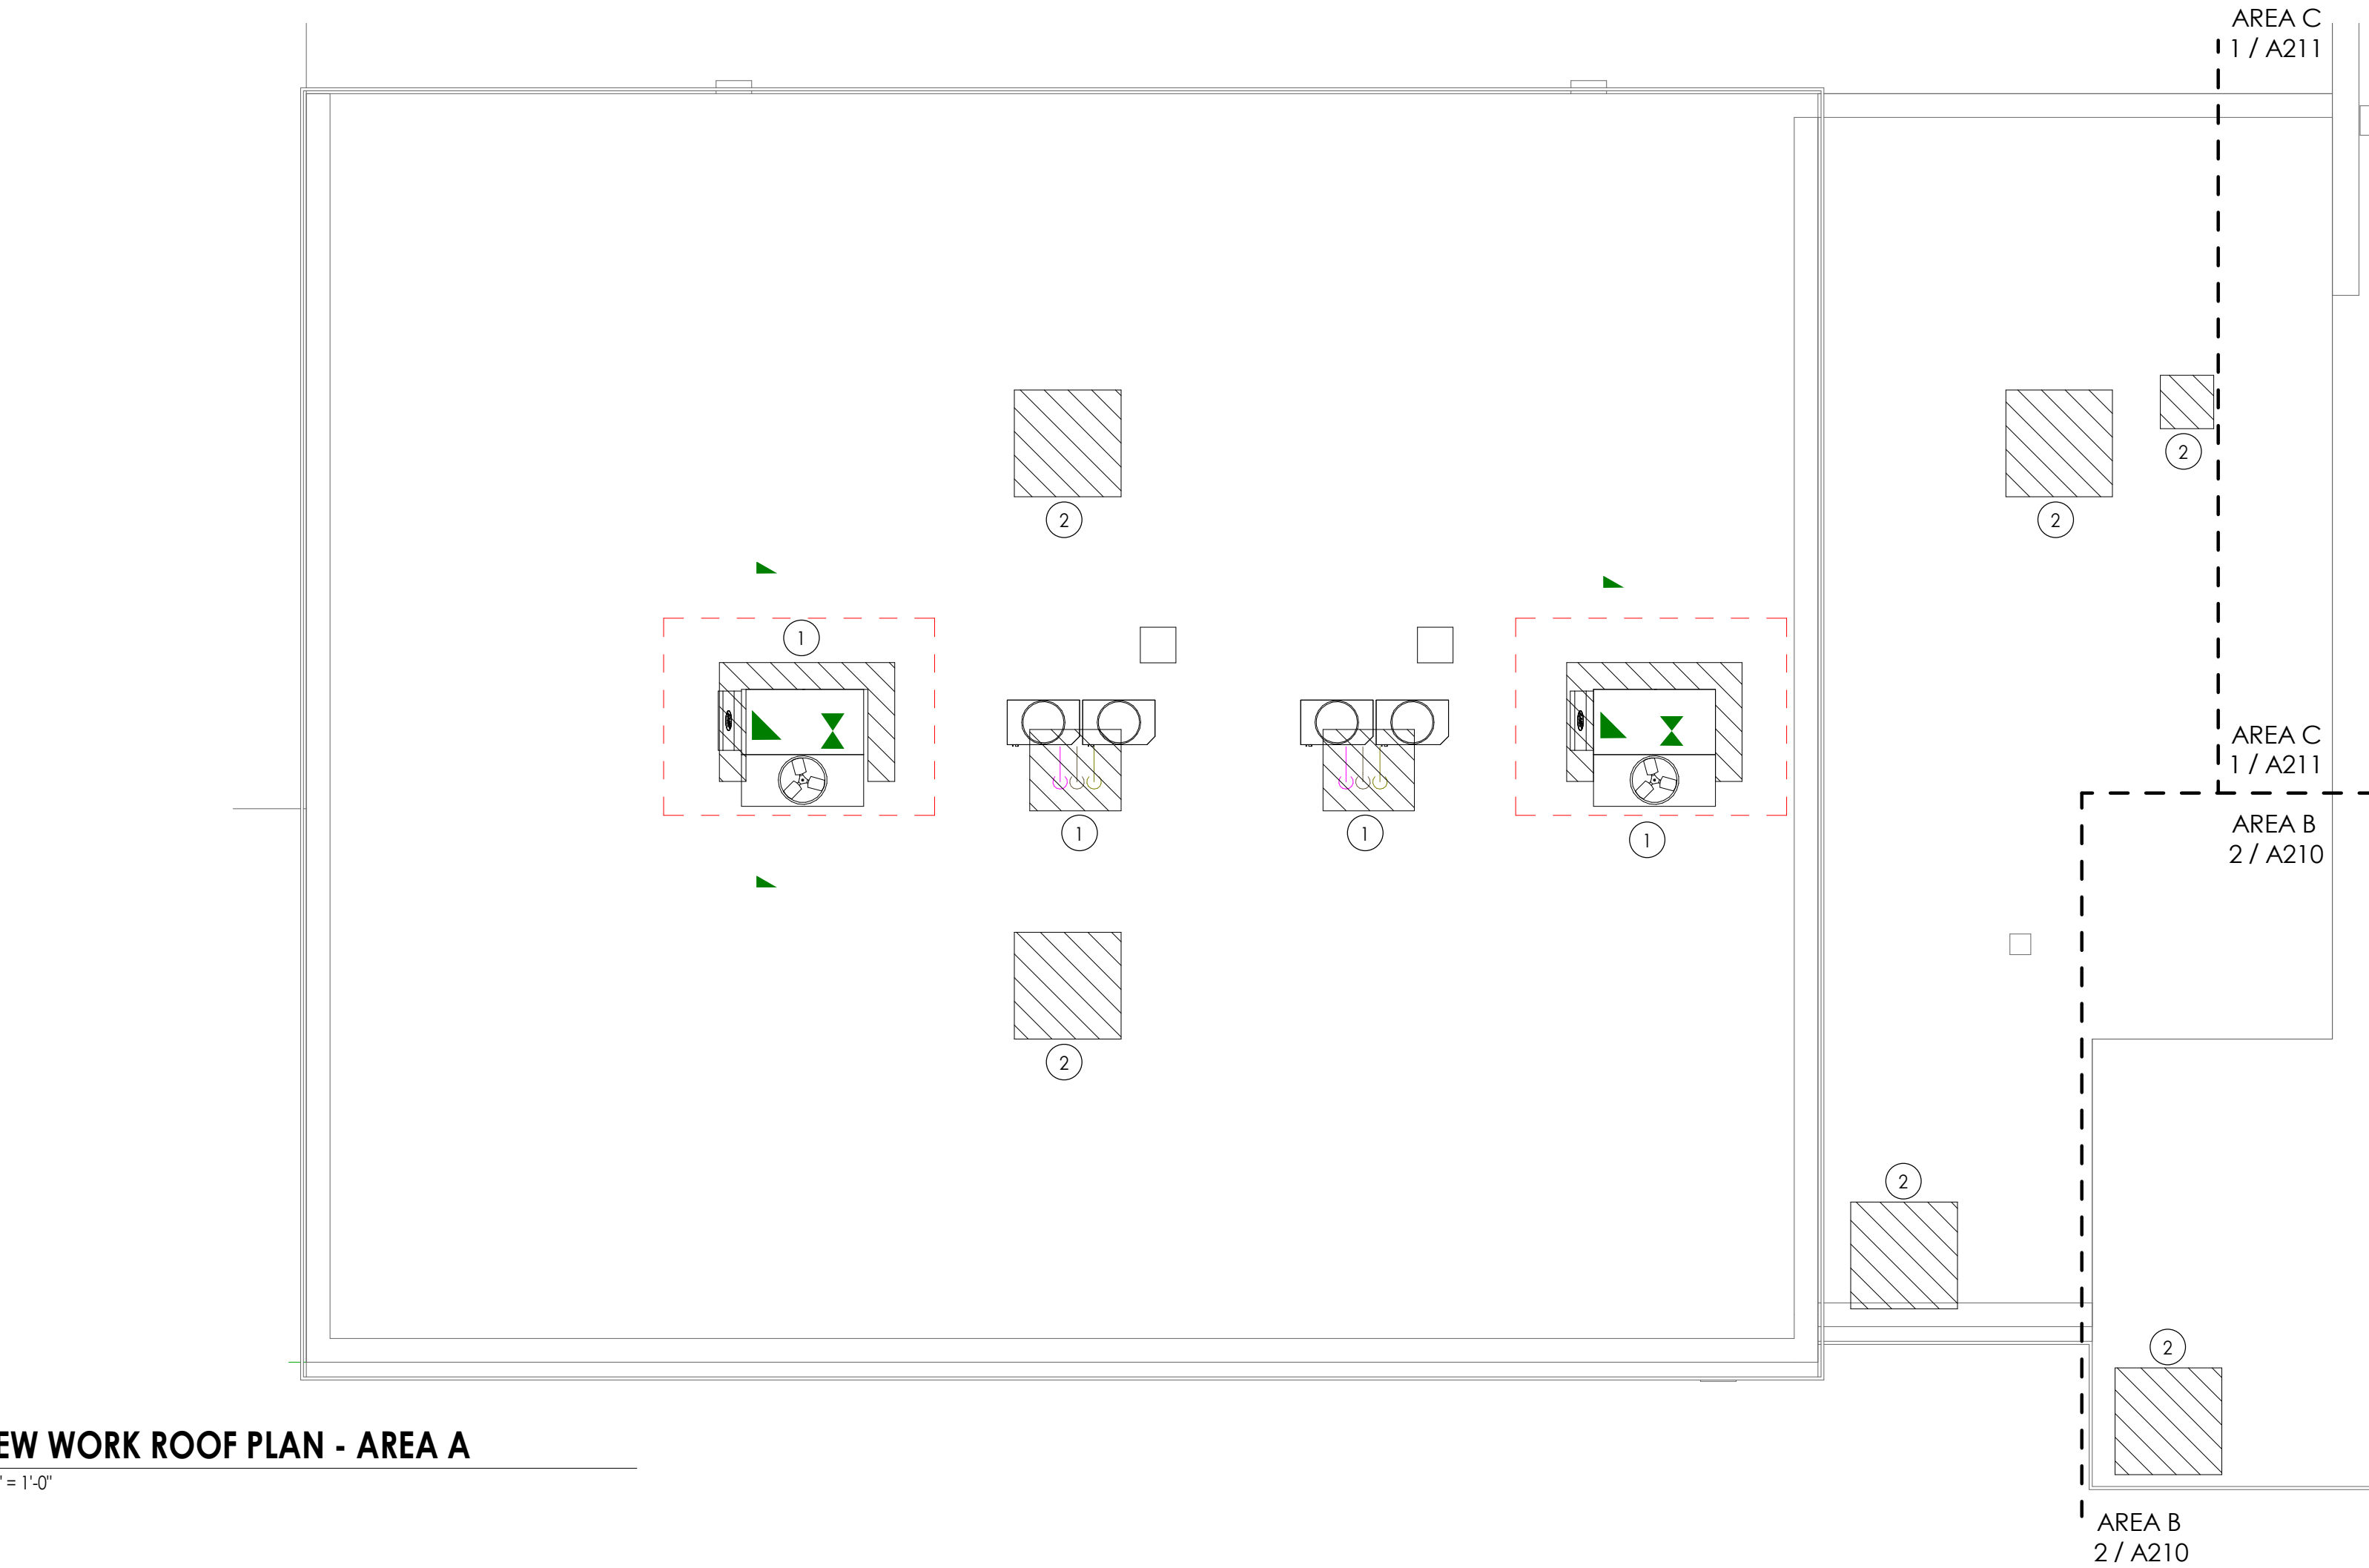 AREA C
1 / A211
2
2
2
1
1
1
1
AREA C
1 / A211
AREA B
2 / A210
2
2
2
EW WORK ROOF PLAN - AREA A
" = 1'-0"
AREA B
2 / A210